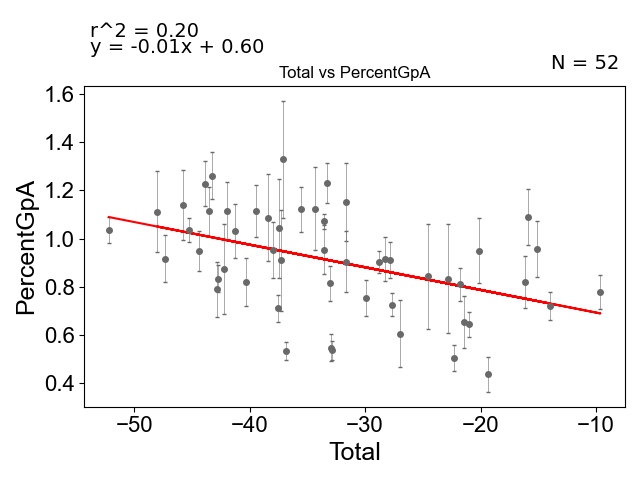 r^2 = 0.20
y = -0.01x + 0.60
N = 52
Total vs PercentGpA
1.6
1.4
1.2
1.0
0.8
0.6
0.4
PercentGpA
−50 −40 −30 −20 −10
Total